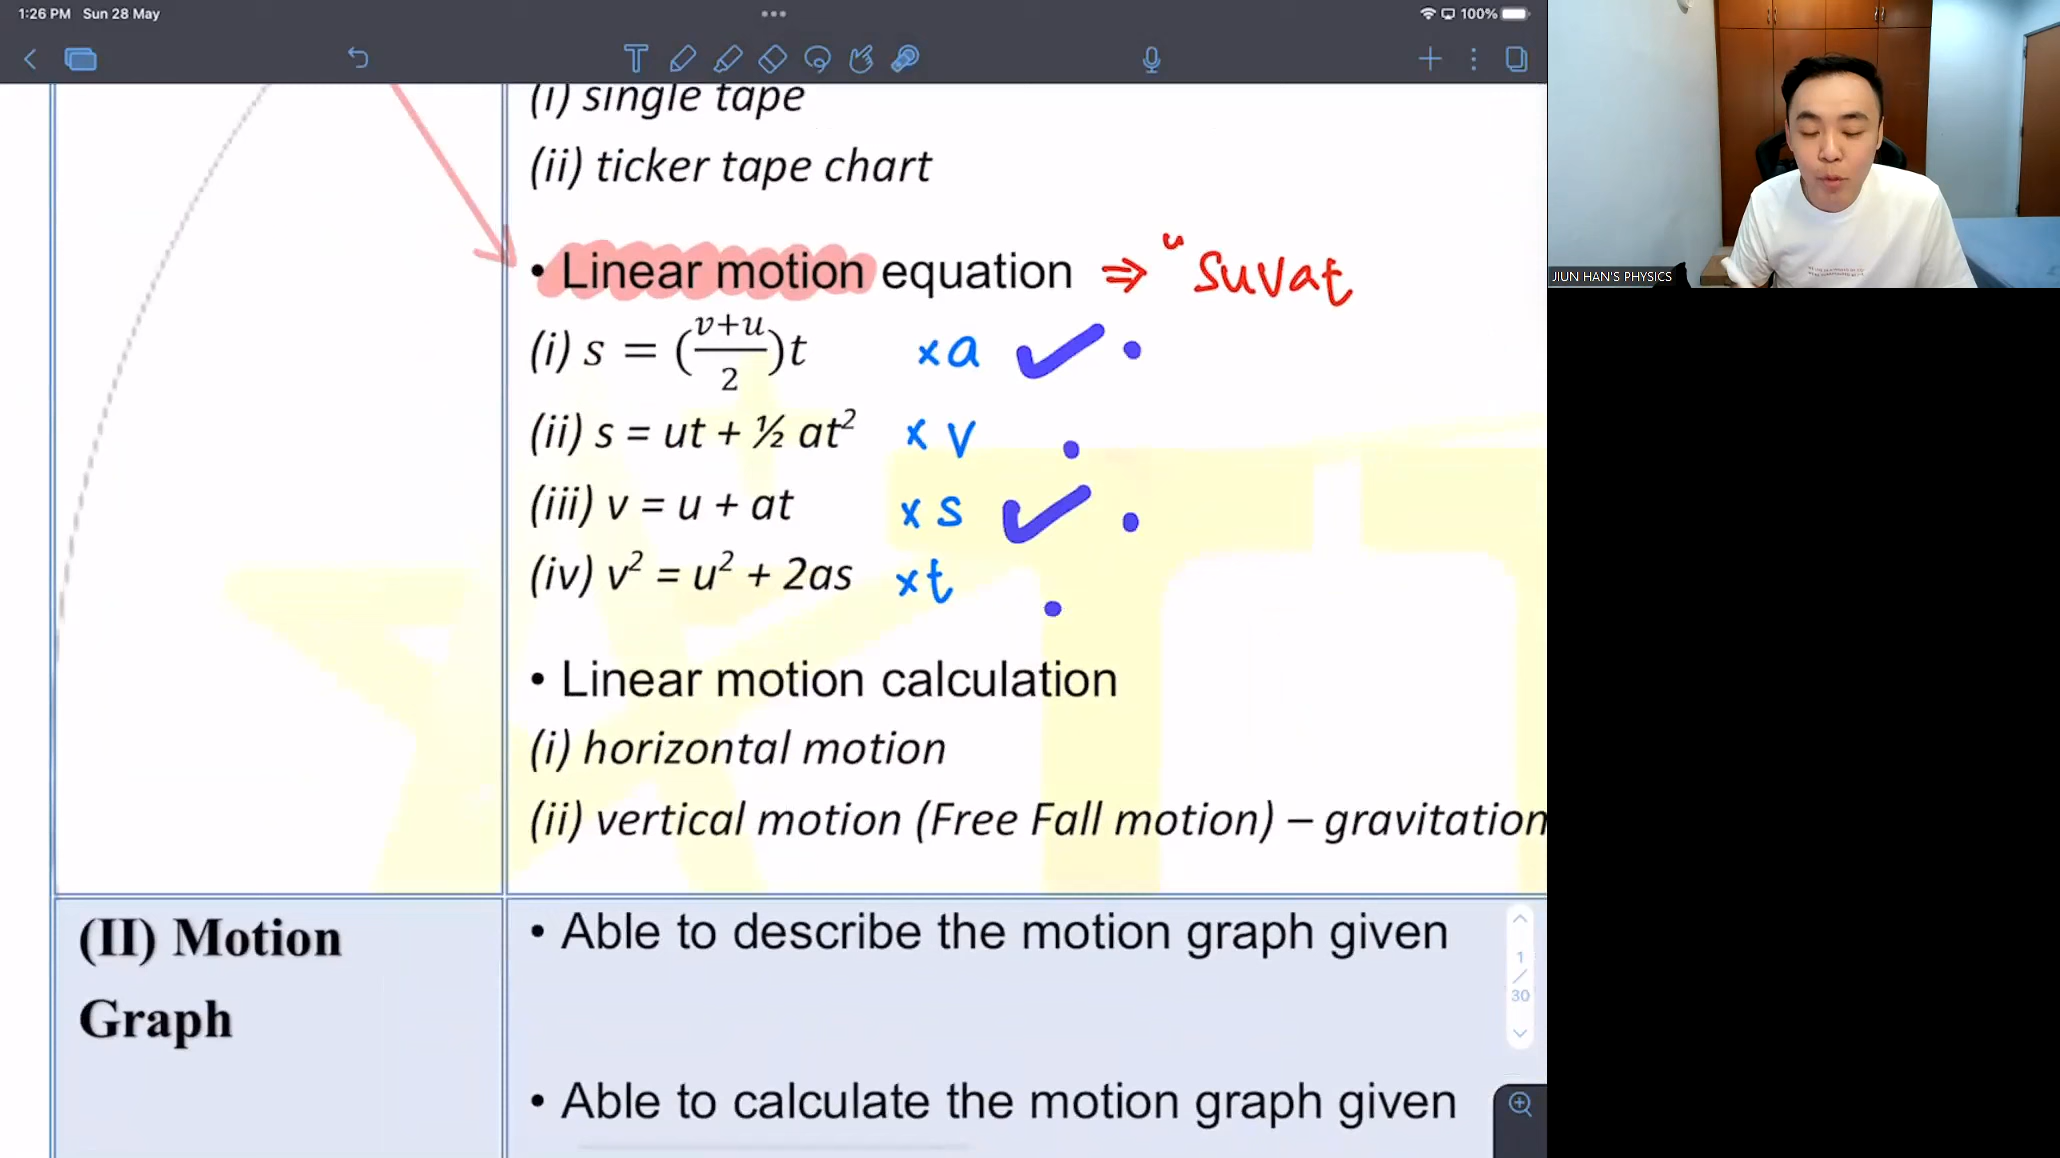 1:26 PM Sun 28 May
100%
(i) single tape
(ii) ticker tape chart
• Linear motion equation ⇒ "suvat
(i) s = (v+u/2)t ×a ✓ •
(ii) s = ut + ½ at² ×v •
(iii) v = u + at ×s ✓ •
(iv) v² = u² + 2as ×t •
• Linear motion calculation
(i) horizontal motion
(ii) vertical motion (Free Fall motion) – gravitation
(II) Motion
Graph
• Able to describe the motion graph given
• Able to calculate the motion graph given
1
/
30
JIUN HAN'S PHYSICS